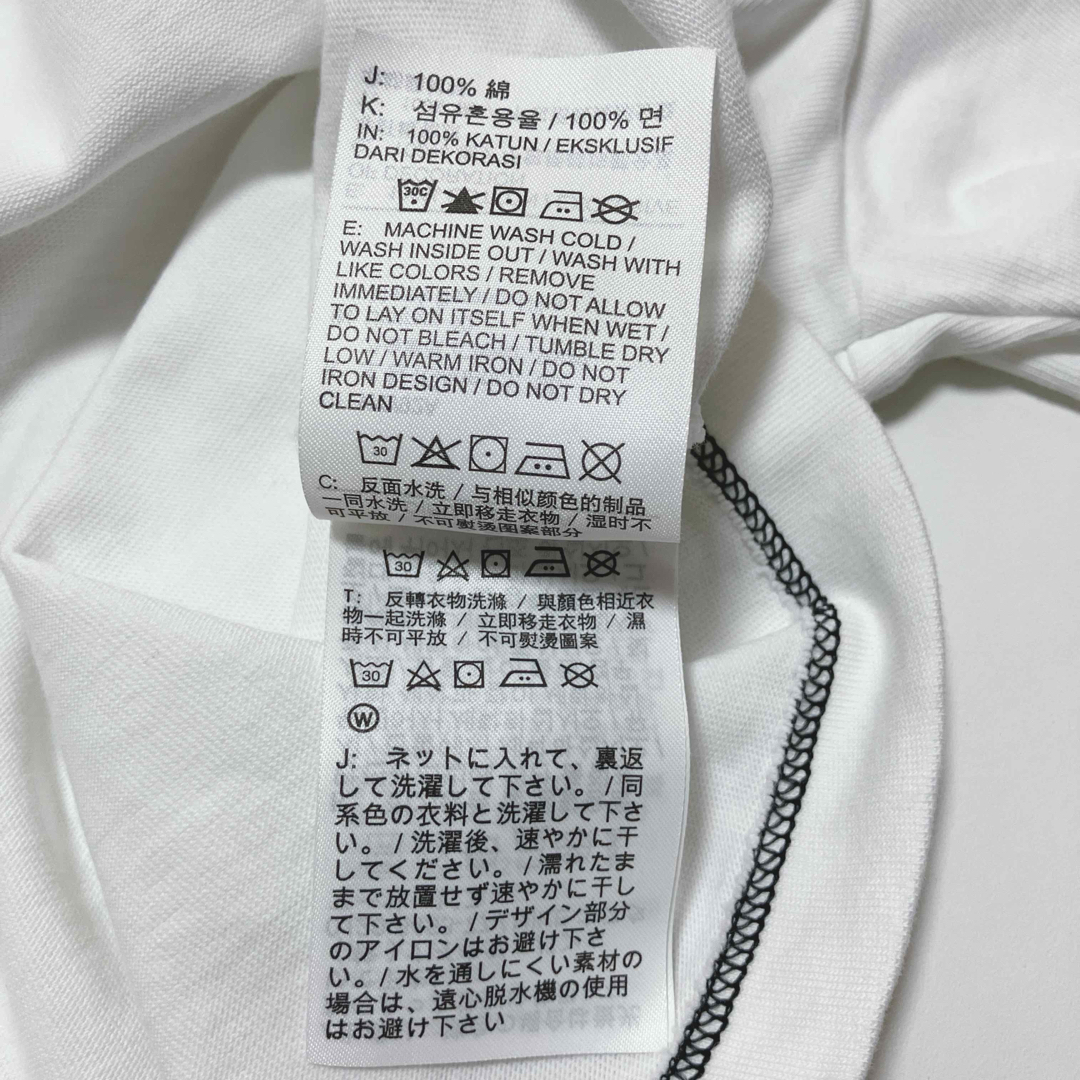 J: 100% 綿
K: 섬유혼용율 / 100% 면
IN: 100% KATUN / EKSKLUSIF
DARI DEKORASI
30C
E: MACHINE WASH COLD /
WASH INSIDE OUT / WASH WITH
LIKE COLORS / REMOVE
IMMEDIATELY / DO NOT ALLOW
TO LAY ON ITSELF WHEN WET /
DO NOT BLEACH / TUMBLE DRY
LOW / WARM IRON / DO NOT
IRON DESIGN / DO NOT DRY
CLEAN
30
C: 反面水洗 / 与相似颜色的制品
一同水洗 / 立即移走衣物 / 湿时不
可平放 / 不可熨烫图案部分
30
T: 反轉衣物洗滌 / 與顏色相近衣
物一起洗滌 / 立即移走衣物 / 濕
時不可平放 / 不可熨燙圖案
30
W
J: ネットに入れて、裏返
して洗濯して下さい。/ 同
系色の衣料と洗濯して下さ
い。/ 洗濯後、速やかに干
してください。/ 濡れたま
まで放置せず速やかに干し
て下さい。/ デザイン部分
のアイロンはお避け下さ
い。/ 水を通しにくい素材の
場合は、遠心脱水機の使用
はお避け下さい